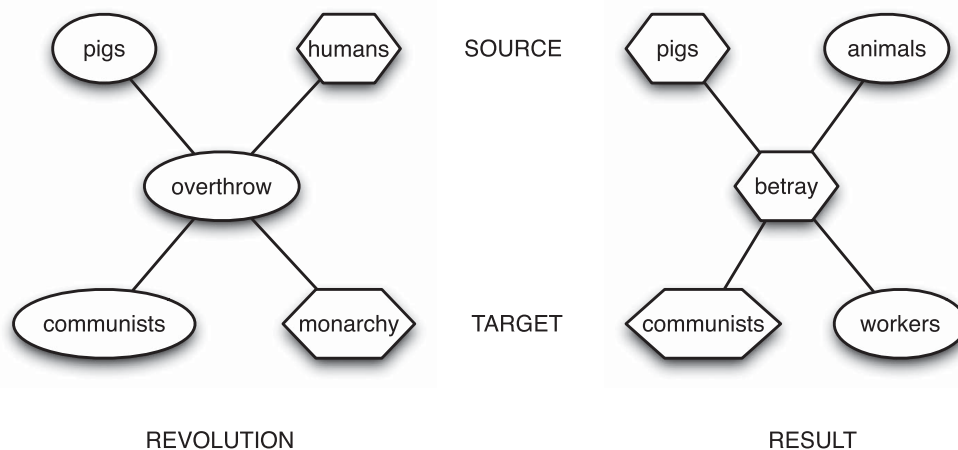 pigs humans SOURCE pigs animals
overthrow betray
communists monarchy TARGET communists workers
REVOLUTION RESULT